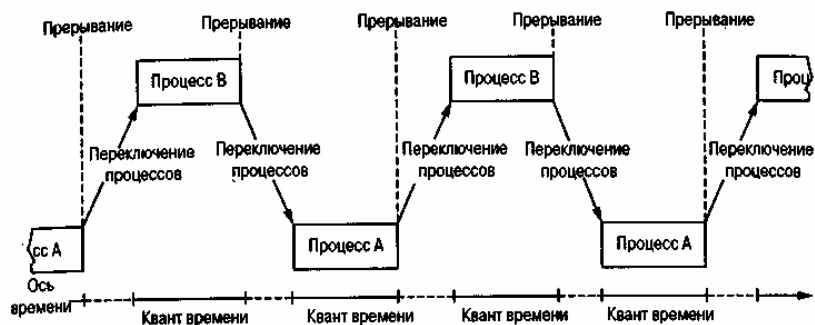 Прерывание Прерывание Прерывание Прерывание Прерывание
Процесс В Процесс В Проц
Переключение процессов
Переключение процессов
Переключение процессов
Переключение процессов
Переключение процессов
сс А Процесс А Процесс А
Ось
времени
Квант времени Квант времени Квант времени Квант времени